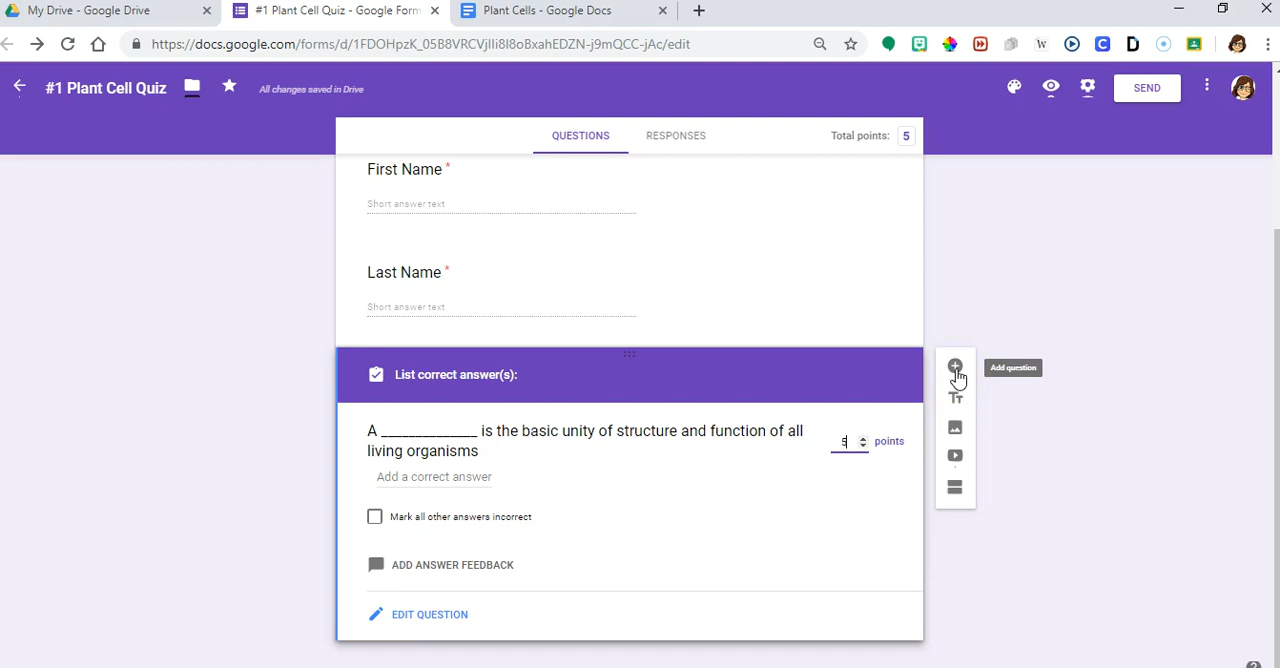 My Drive - Google Drive
#1 Plant Cell Quiz - Google Form
Plant Cells - Google Docs
https://docs.google.com/forms/d/1FDOHpzK_05B8VRCVjlIi8I8oBxahEDZN-j9mQCC-jAc/edit
#1 Plant Cell Quiz
All changes saved in Drive
SEND
QUESTIONS
RESPONSES
Total points: 5
First Name *
Short answer text
Last Name *
Short answer text
List correct answer(s):
Add question
A ______________ is the basic unity of structure and function of all
living organisms
5 points
Add a correct answer
Mark all other answers incorrect
ADD ANSWER FEEDBACK
EDIT QUESTION